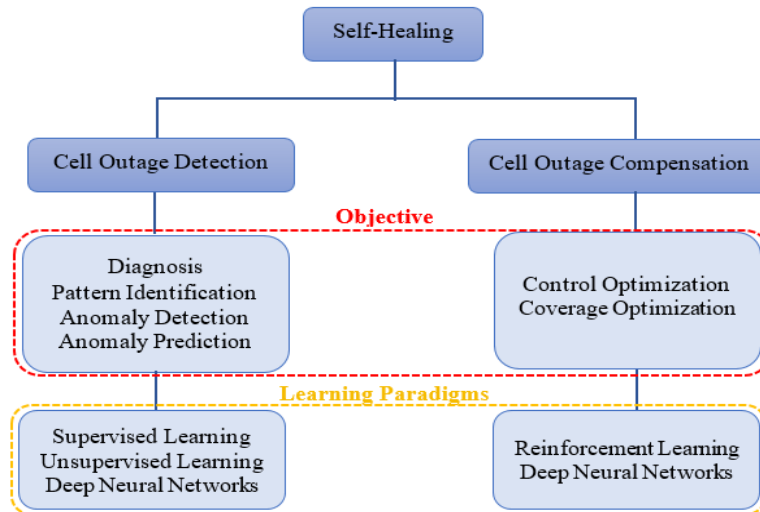 Self-Healing
Cell Outage Detection
Cell Outage Compensation
Objective
Diagnosis
Pattern Identification
Anomaly Detection
Anomaly Prediction
Control Optimization
Coverage Optimization
Learning Paradigms
Supervised Learning
Unsupervised Learning
Deep Neural Networks
Reinforcement Learning
Deep Neural Networks